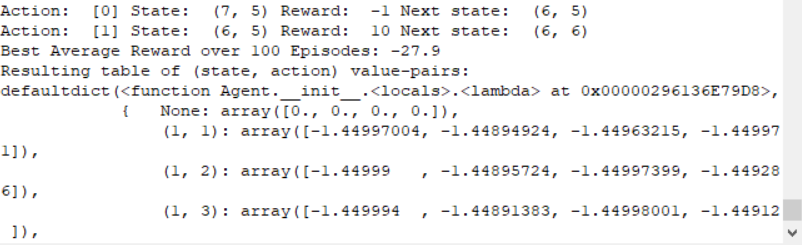 Action:  [0] State:  (7, 5) Reward:  -1 Next state:  (6, 5)
Action:  [1] State:  (6, 5) Reward:  10 Next state:  (6, 6)
Best Average Reward over 100 Episodes: -27.9
Resulting table of (state, action) value-pairs:
defaultdict(<function Agent.__init__.<locals>.<lambda> at 0x00000296136E79D8>,
            {   None: array([0., 0., 0., 0.]),
                (1, 1): array([-1.44997004, -1.44894924, -1.44963215, -1.44997
1]),
                (1, 2): array([-1.44999   , -1.44895724, -1.44997399, -1.44928
6]),
                (1, 3): array([-1.449994  , -1.44891383, -1.44998001, -1.44912
 ]),